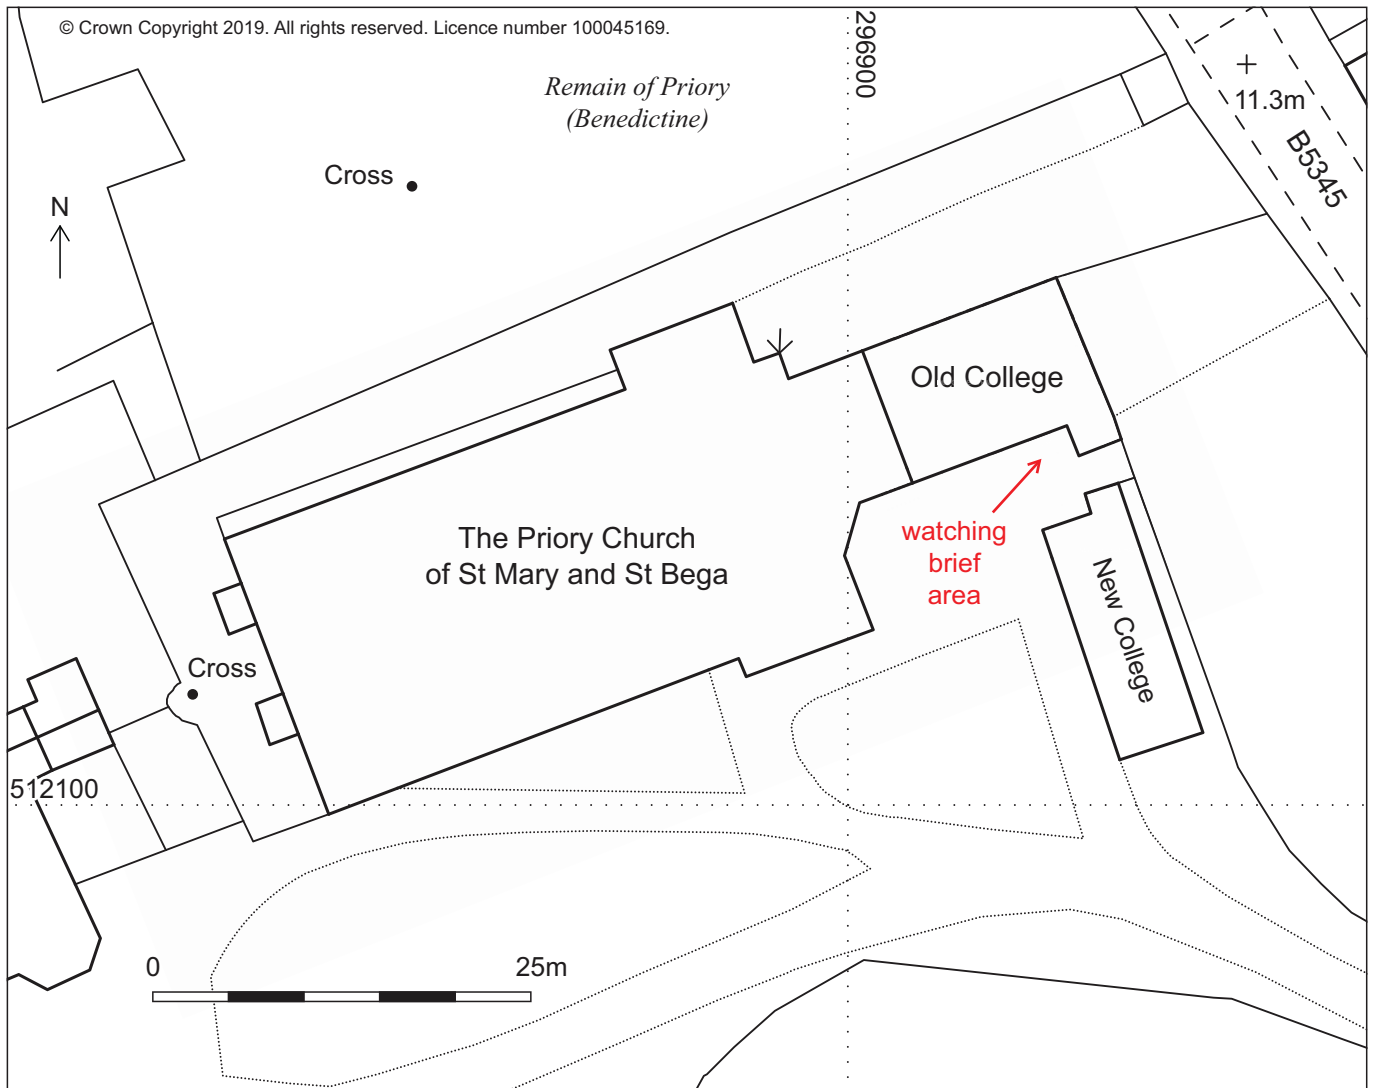 © Crown Copyright 2019. All rights reserved. Licence number 100045169.
296900
Remain of Priory
(Benedictine)
11.3m
B5345
Cross
N
Old College
watching
brief
area
The Priory Church
of St Mary and St Bega
New College
Cross
512100
0 25m